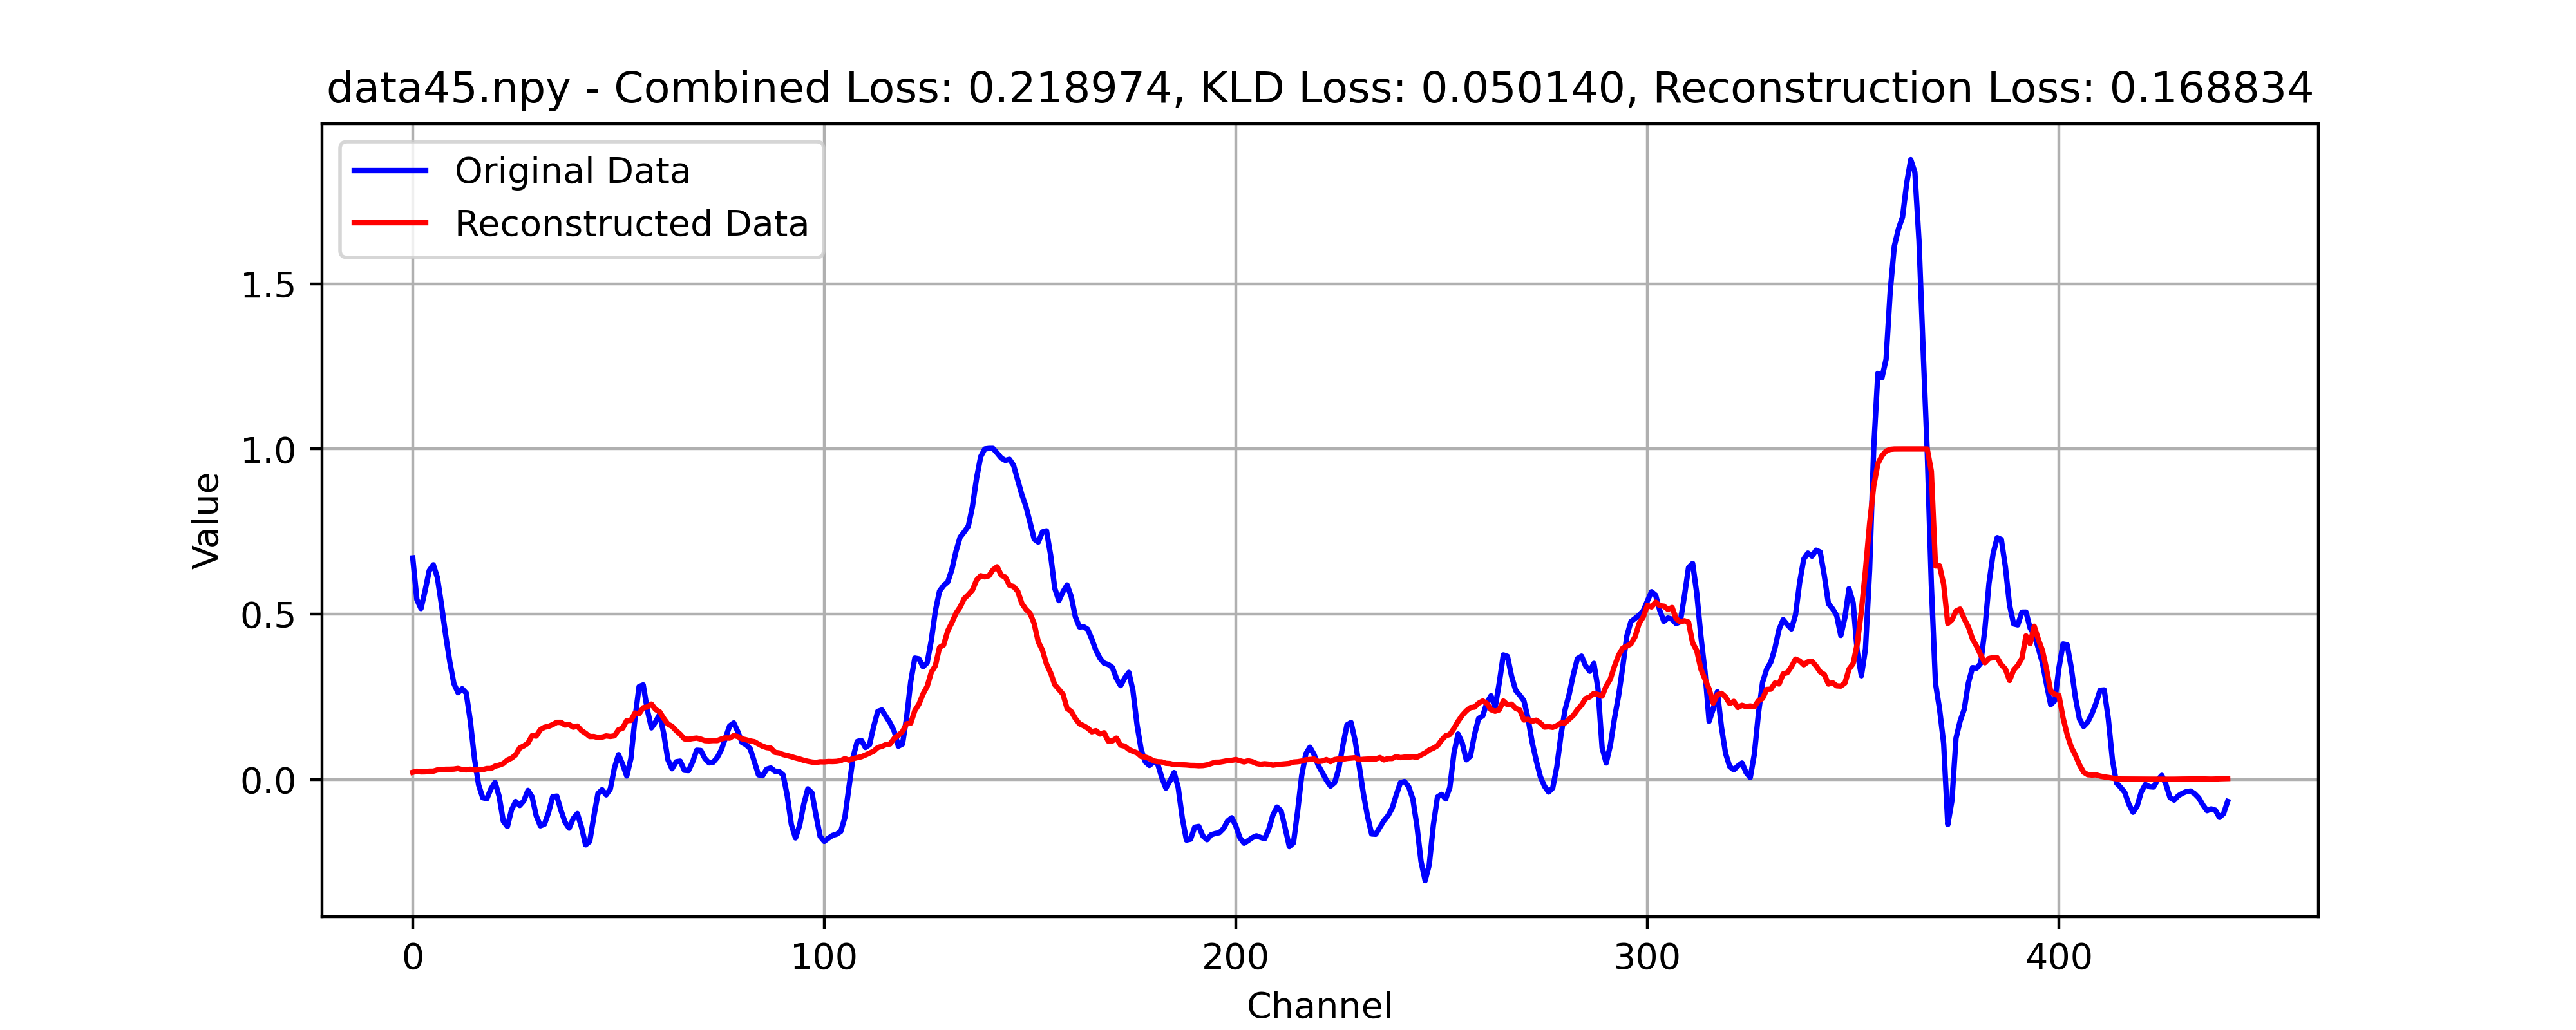 data45.npy - Combined Loss: 0.218974, KLD Loss: 0.050140, Reconstruction Loss: 0.168834
Original Data
Reconstructed Data
1.5
1.0
0.5
0.0
Value
0 100 200 300 400
Channel